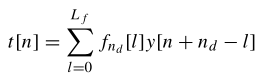 t[n] = \sum_{l=0}^{L_f} f_{n_d}[l] y[n + n_d − l]